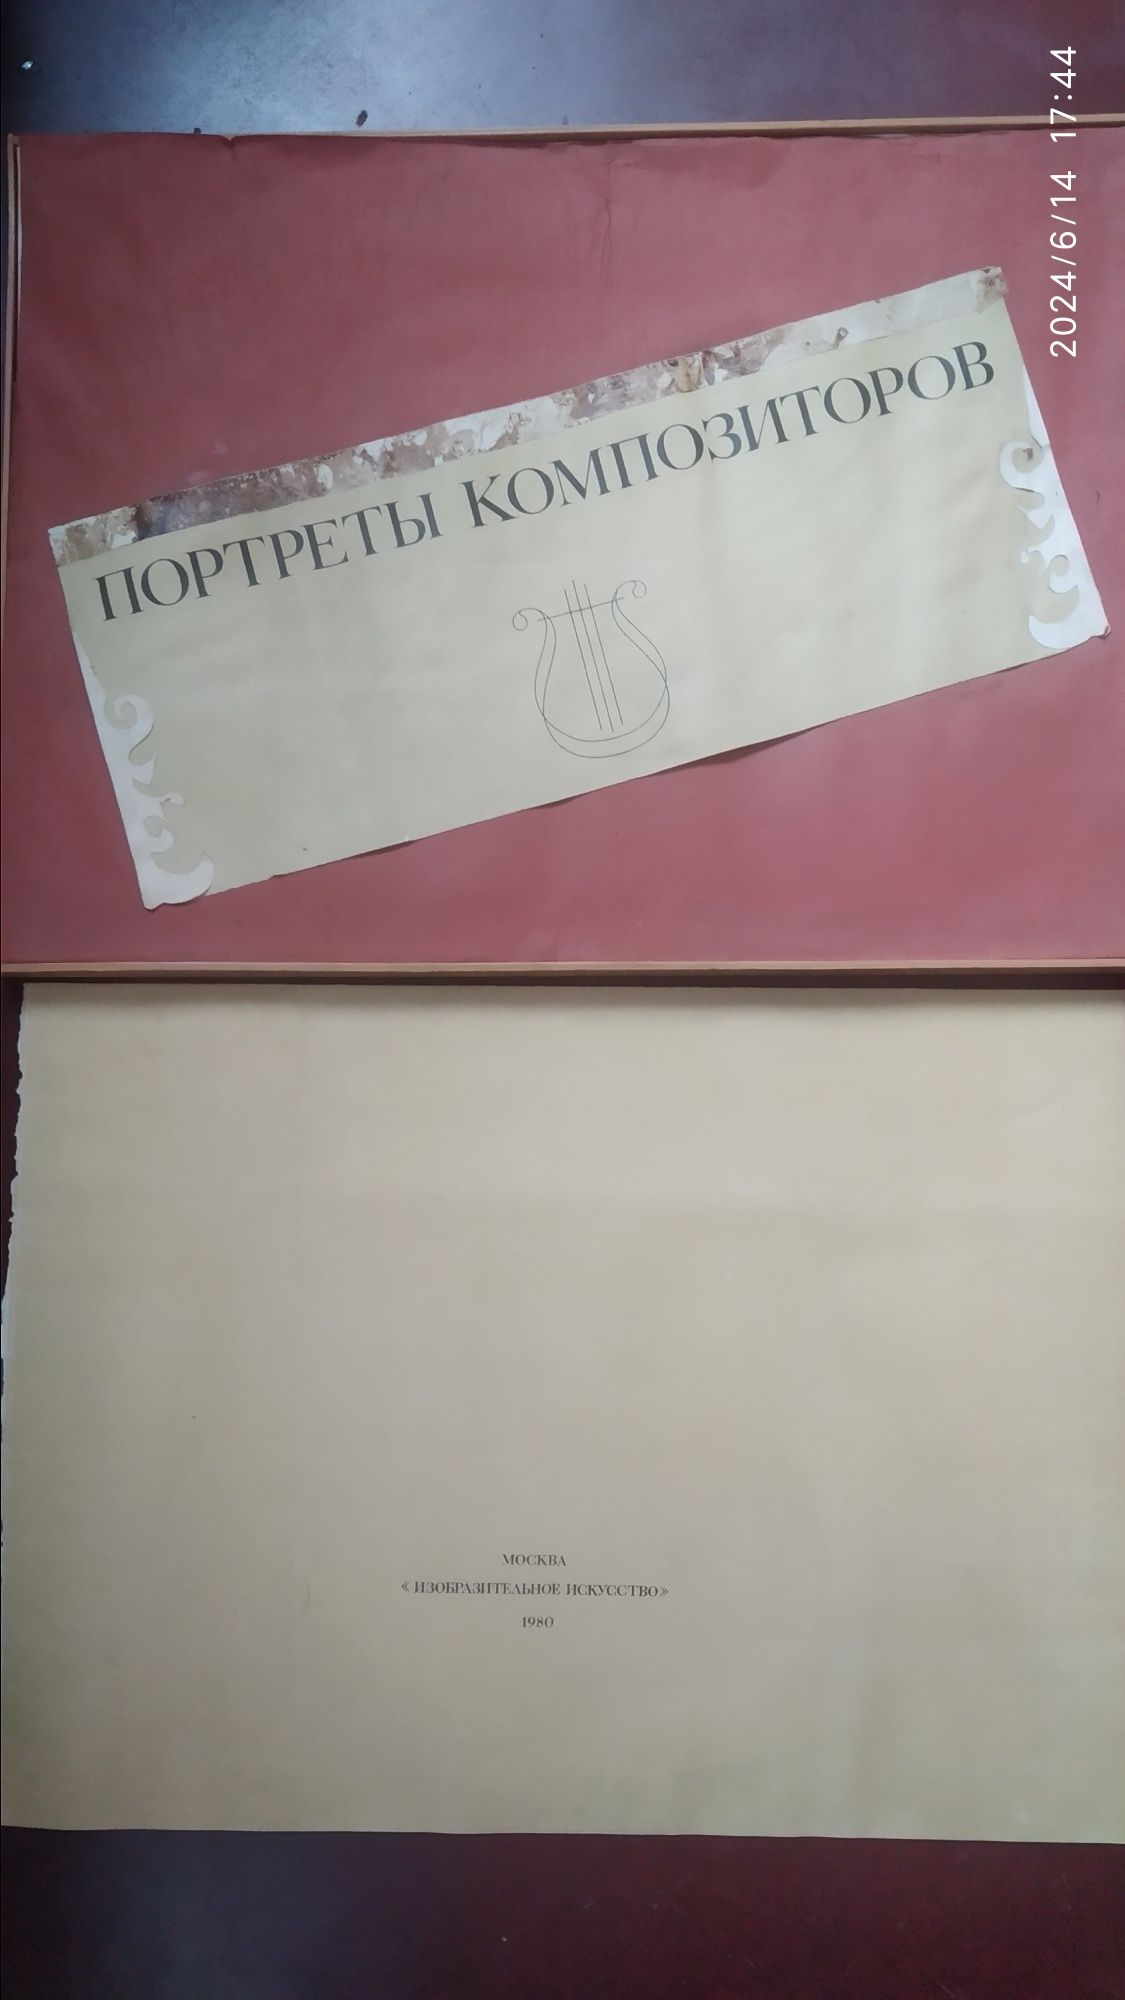 2024/6/14 17:44
ПОРТРЕТЫ КОМПОЗИТОРОВ
МОСКВА
«ИЗОБРАЗИТЕЛЬНОЕ ИСКУССТВО»
1980